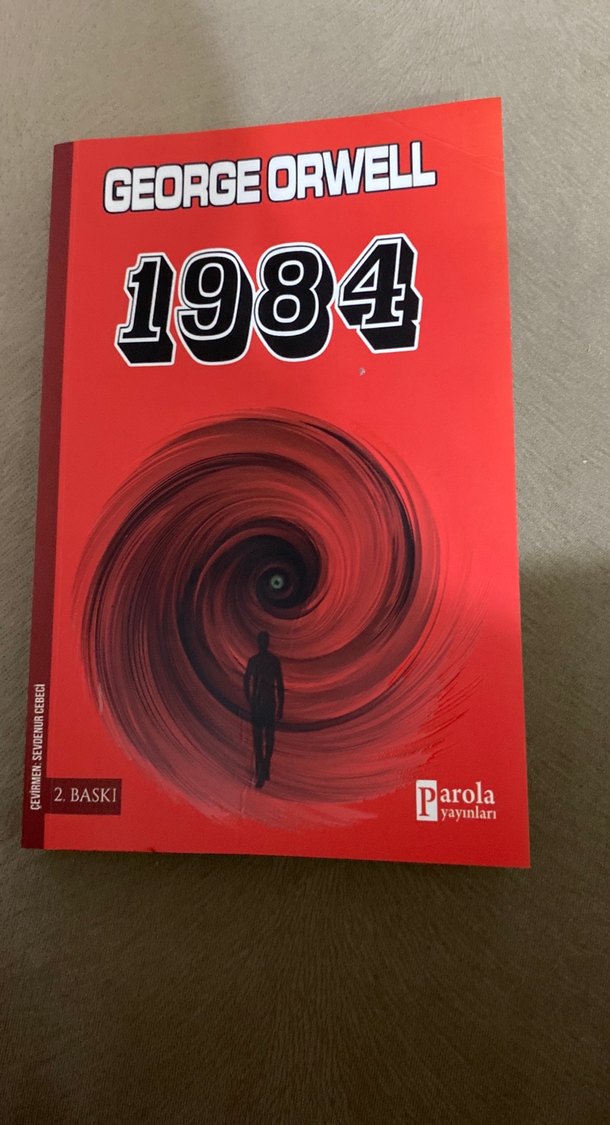 GEORGE ORWELL
1984
ÇEVİRMEN: SEVDENUR CEBECİ
2. BASKI
Parola
yayınları